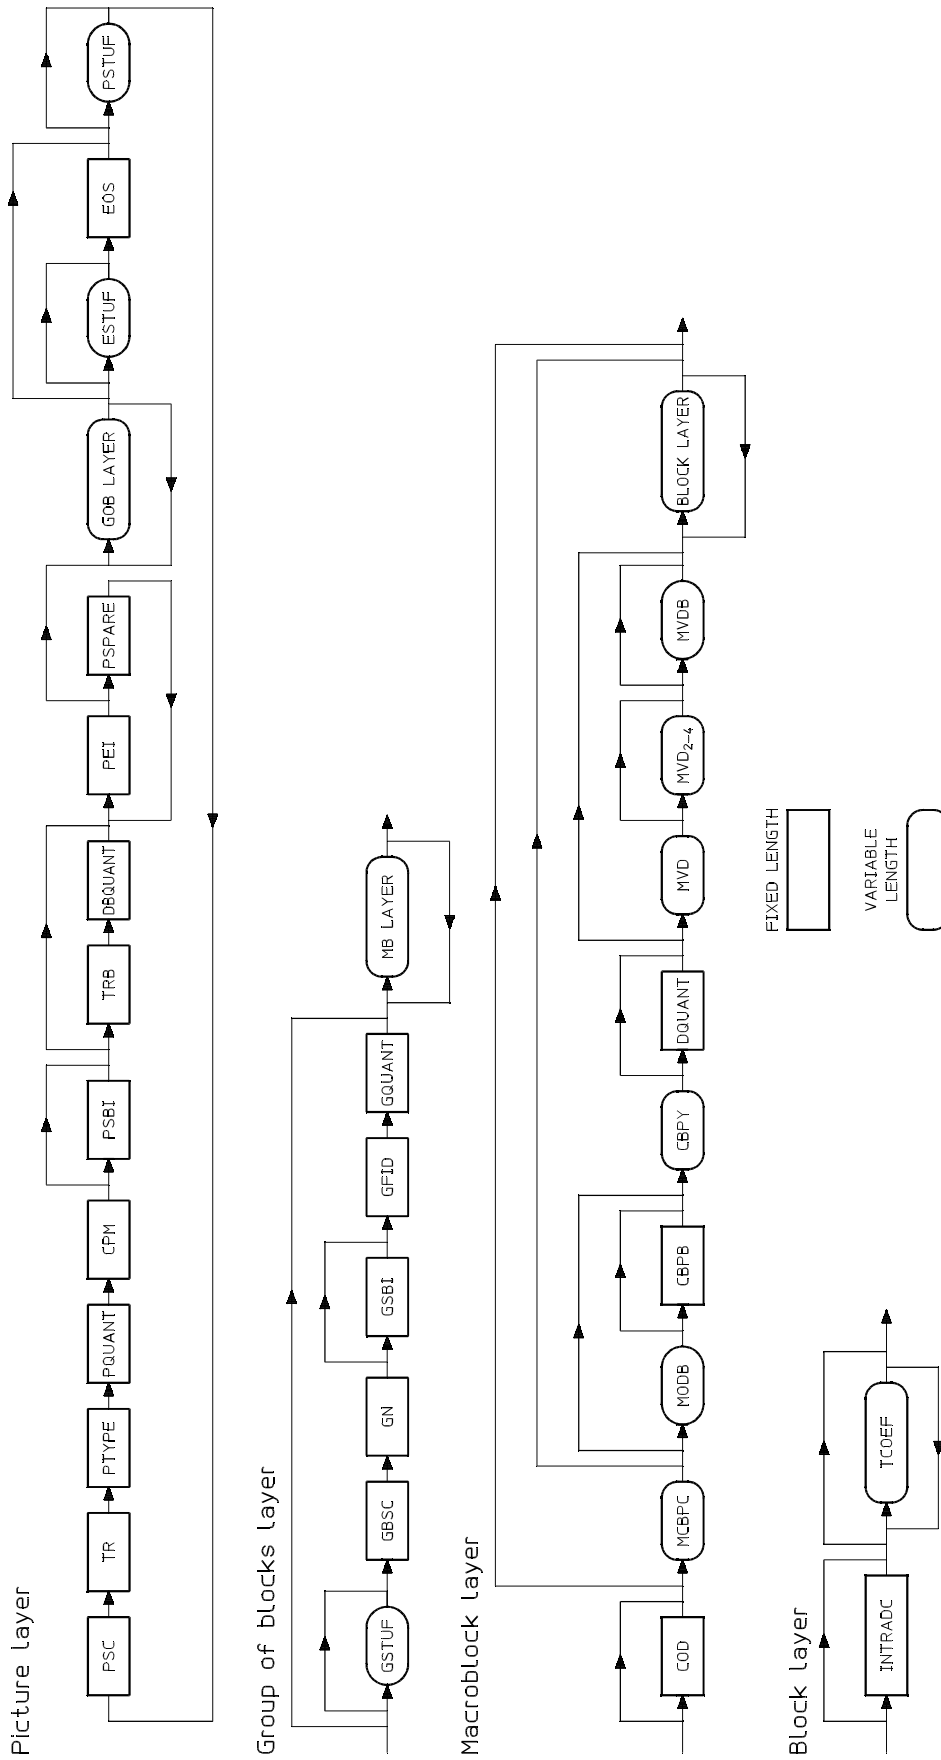 Picture layer
PSC
TR
PTYPE
PQUANT
CPM
PSBI
TRB
DBQUANT
PEI
PSPARE
GOB LAYER
ESTUF
EOS
PSTUF
Group of blocks layer
GSTUF
GBSC
GN
GSBI
GFID
GQUANT
MB LAYER
Macroblock layer
COD
MCBPC
MODB
CBPB
CBPY
DQUANT
MVD
MVD₂₋₄
MVDB
BLOCK LAYER
Block layer
INTRADC
TCOEF
FIXED LENGTH
VARIABLE
LENGTH